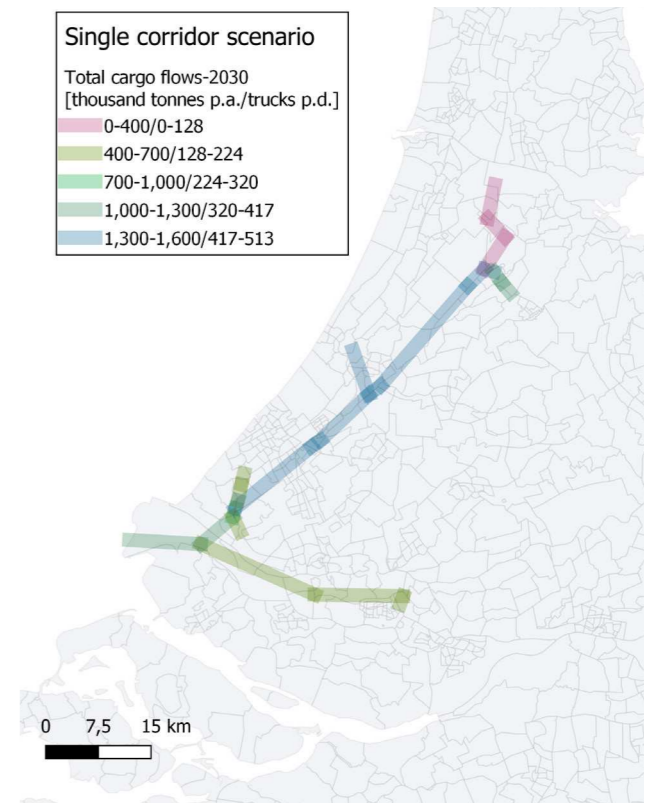 Single corridor scenario
Total cargo flows-2030
[thousand tonnes p.a./trucks p.d.]
0-400/0-128
400-700/128-224
700-1,000/224-320
1,000-1,300/320-417
1,300-1,600/417-513
0 7,5 15 km